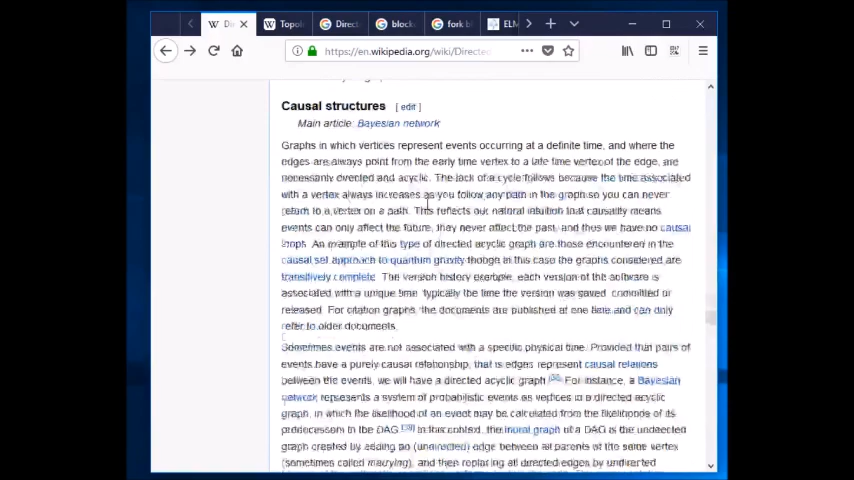 W Di
W Topol
Direct
block
fork bl
ELM
https://en.wikipedia.org/wiki/Directed
Causal structures [ edit ]
Main article: Bayesian network
Graphs in which vertices represent events occurring at a definite time, and where the
edges are always point from the early time vertex to a late time vertex of the edge, are
necessarily directed and acyclic. The lack of a cycle follows because the time associated
with a vertex always increases as you follow any path in the graph so you can never
return to a vertex on a path. This reflects our natural intuition that causality means
events can only affect the future, they never affect the past, and thus we have no causal
loops. An example of this type of directed acyclic graph are those encountered in the
causal set approach to quantum gravity though in this case the graphs considered are
transitively complete. The version history example, each version of the software is
associated with a unique time, typically the time the version was saved, committed or
released. For citation graphs, the documents are published at one time and can only
refer to older documents.
Sometimes events are not associated with a specific physical time. Provided that pairs of
events have a purely causal relationship, that is edges represent causal relations
between the events, we will have a directed acyclic graph. For instance, a Bayesian
network represents a system of probabilistic events as vertices in a directed acyclic
graph, in which the likelihood of an event may be calculated from the likelihoods of its
predecessors in the DAG. In this context, the moral graph of a DAG is the undirected
graph created by adding an (undirected) edge between all parents of the same vertex
(sometimes called marrying), and then replacing all directed edges by undirected